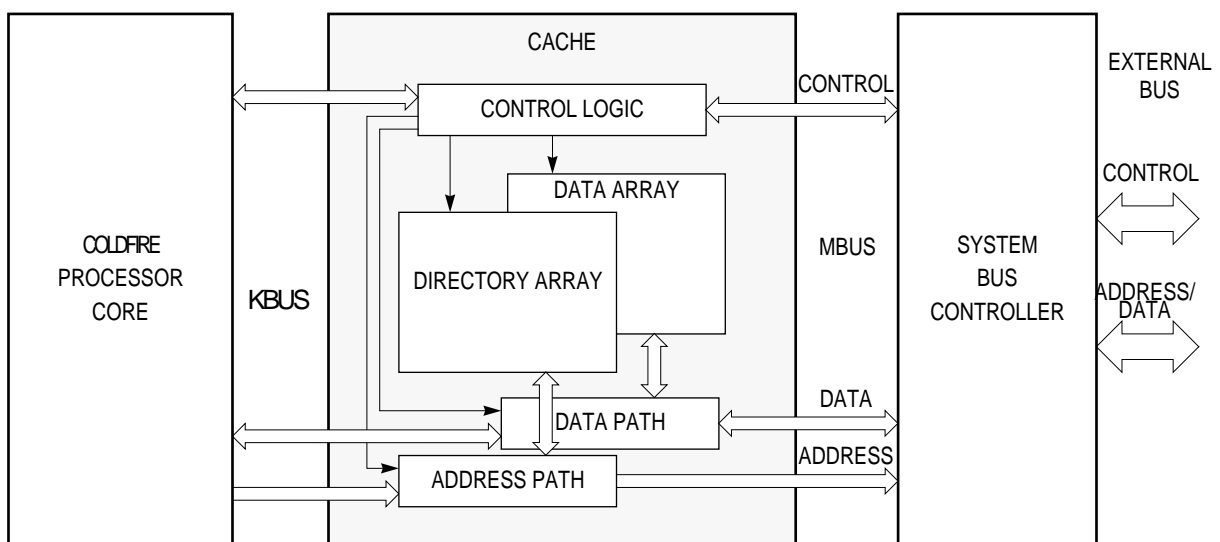 CACHE
EXTERNAL
BUS
CONTROL
CONTROL LOGIC
CONTROL
DATA ARRAY
COLDFIRE
PROCESSOR
CORE
KBUS
DIRECTORY ARRAY
MBUS
SYSTEM
BUS
CONTROLLER
ADDRESS/
DATA
DATA
DATA PATH
ADDRESS
ADDRESS PATH